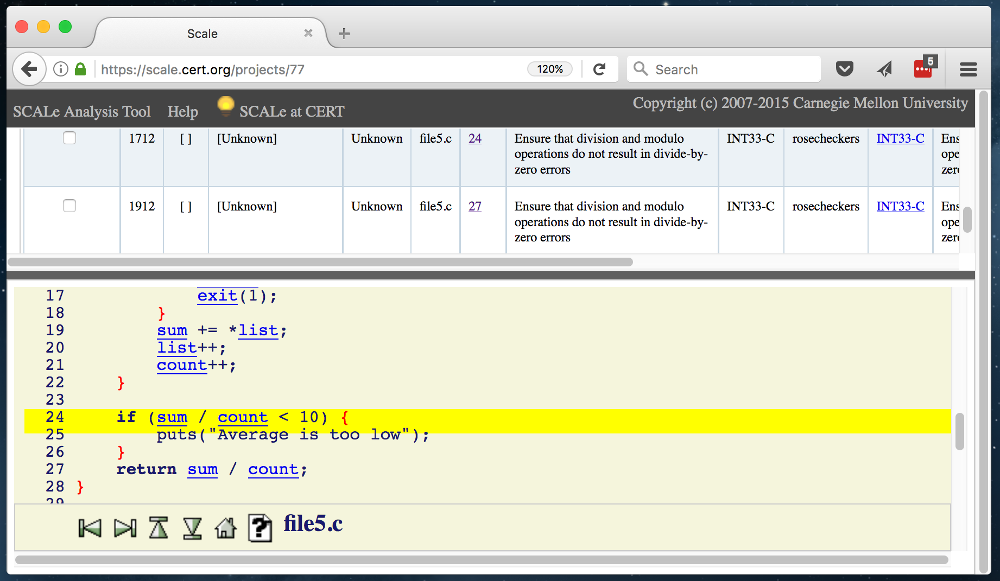 Scale
https://scale.cert.org/projects/77
120%
Search
5
SCALe Analysis Tool Help SCALe at CERT Copyright (c) 2007-2015 Carnegie Mellon University
1712 [ ] [Unknown] Unknown file5.c 24 Ensure that division and modulo INT33-C rosecheckers INT33-C Ens
operations do not result in divide-by- ope
zero errors zer
1912 [ ] [Unknown] Unknown file5.c 27 Ensure that division and modulo INT33-C rosecheckers INT33-C Ens
operations do not result in divide-by- ope
zero errors zer
17 exit(1);
18 }
19 sum += *list;
20 list++;
21 count++;
22 }
23
24 if (sum / count < 10) {
25 puts("Average is too low");
26 }
27 return sum / count;
28 }
29
file5.c